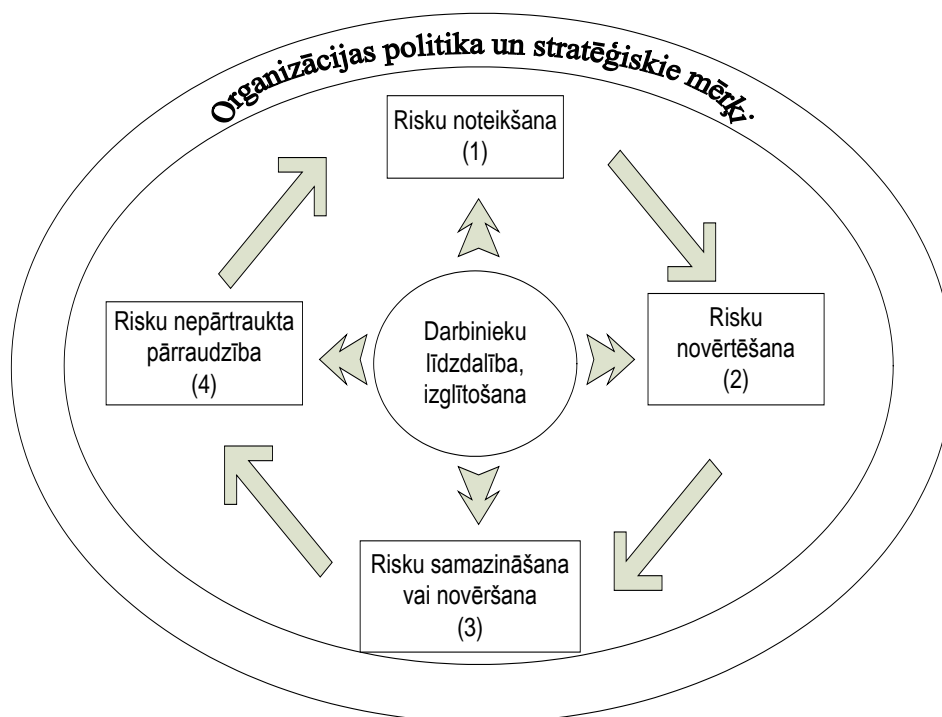 Organizācijas politika un stratēģiskie mērķi
Risku noteikšana
(1)
Risku nepārtraukta
pārraudzība
(4)
Darbinieku
līdzdalība,
izglītošana
Risku
novērtēšana
(2)
Risku samazināšana
vai novēršana
(3)